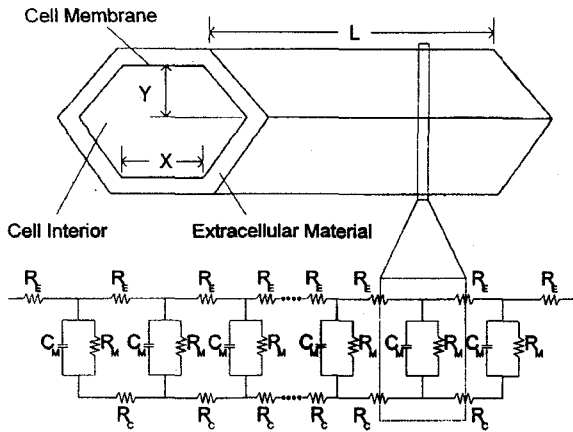 Cell Membrane
L
Y
X
Cell Interior
Extracellular Material
R_E R_E R_E R_E R_E R_E R_E R_E
C_M R_M C_M R_M C_M R_M C_M R_M C_M R_M C_M R_M
R_C R_C R_C R_C R_C R_C